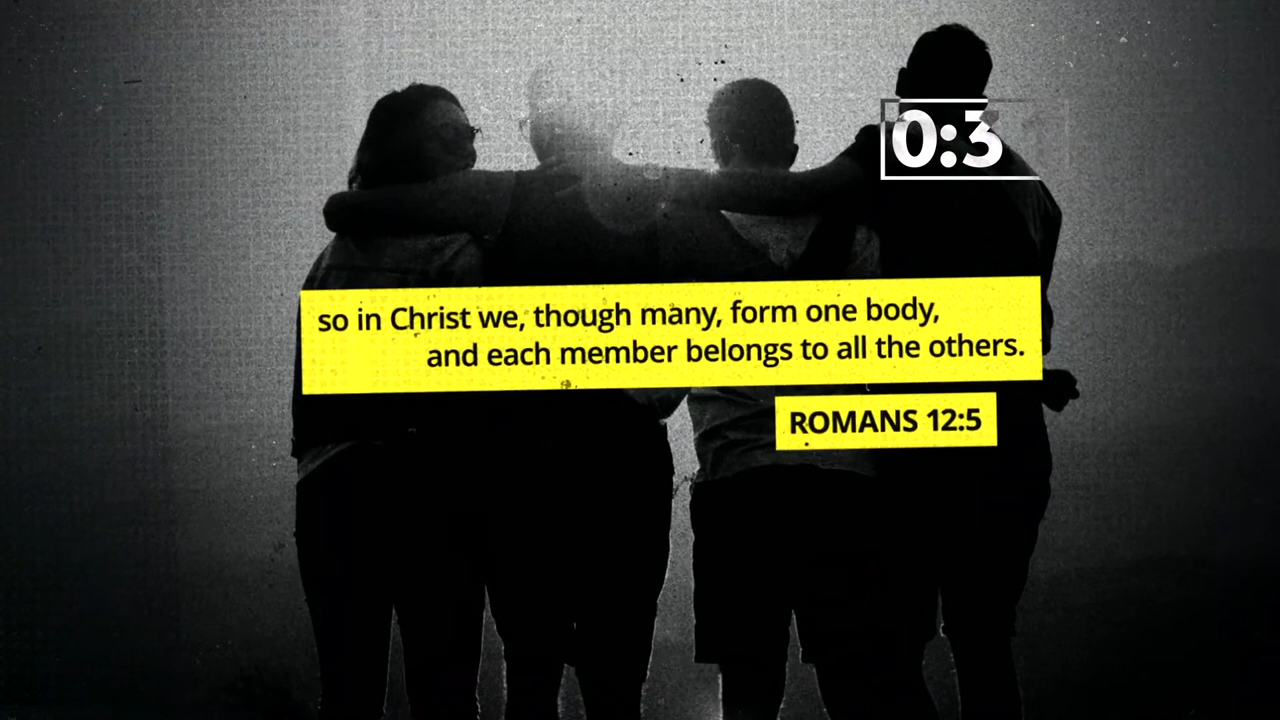 0:3
so in Christ we, though many, form one body,
and each member belongs to all the others.
ROMANS 12:5